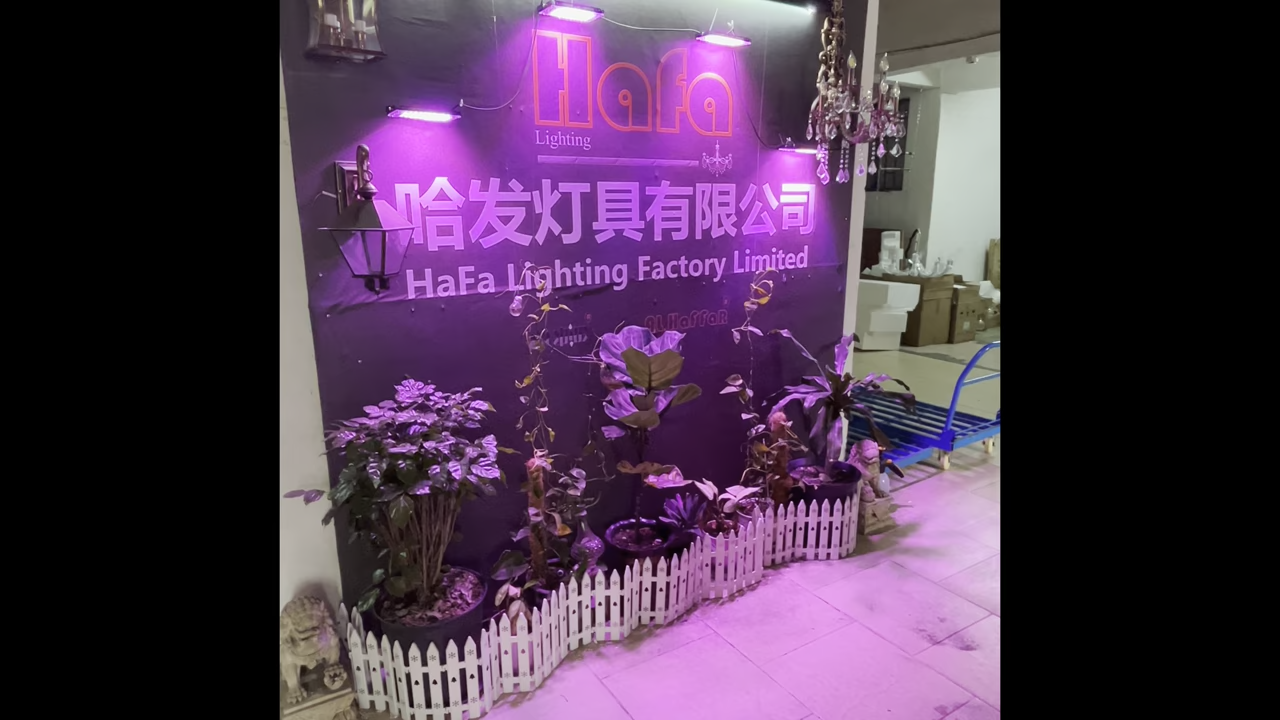 Hafa
Lighting
哈发灯具有限公司
HaFa Lighting Factory Limited